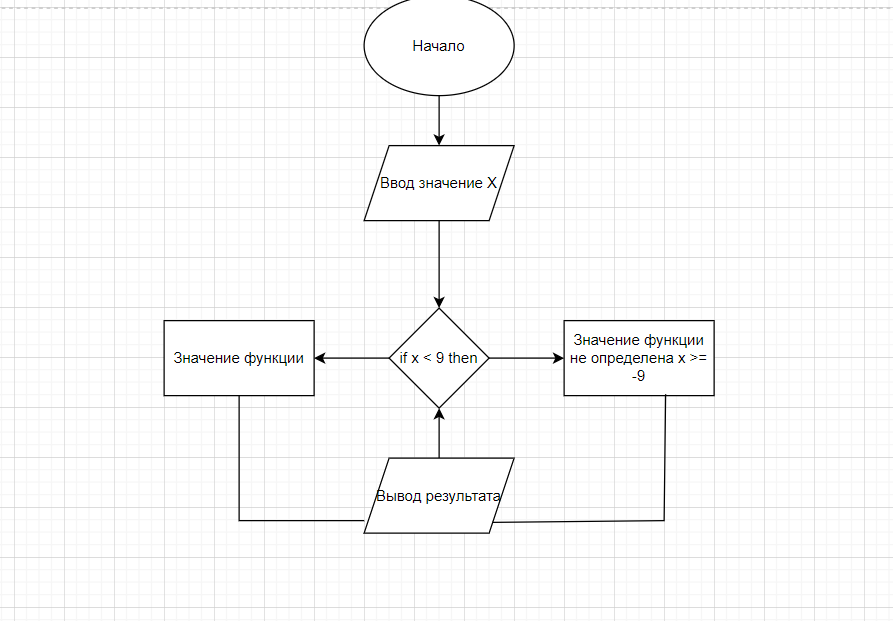 Начало
Ввод значение X
Значение функции
if x < 9 then
Значение функции
не определена x >=
-9
Вывод результата